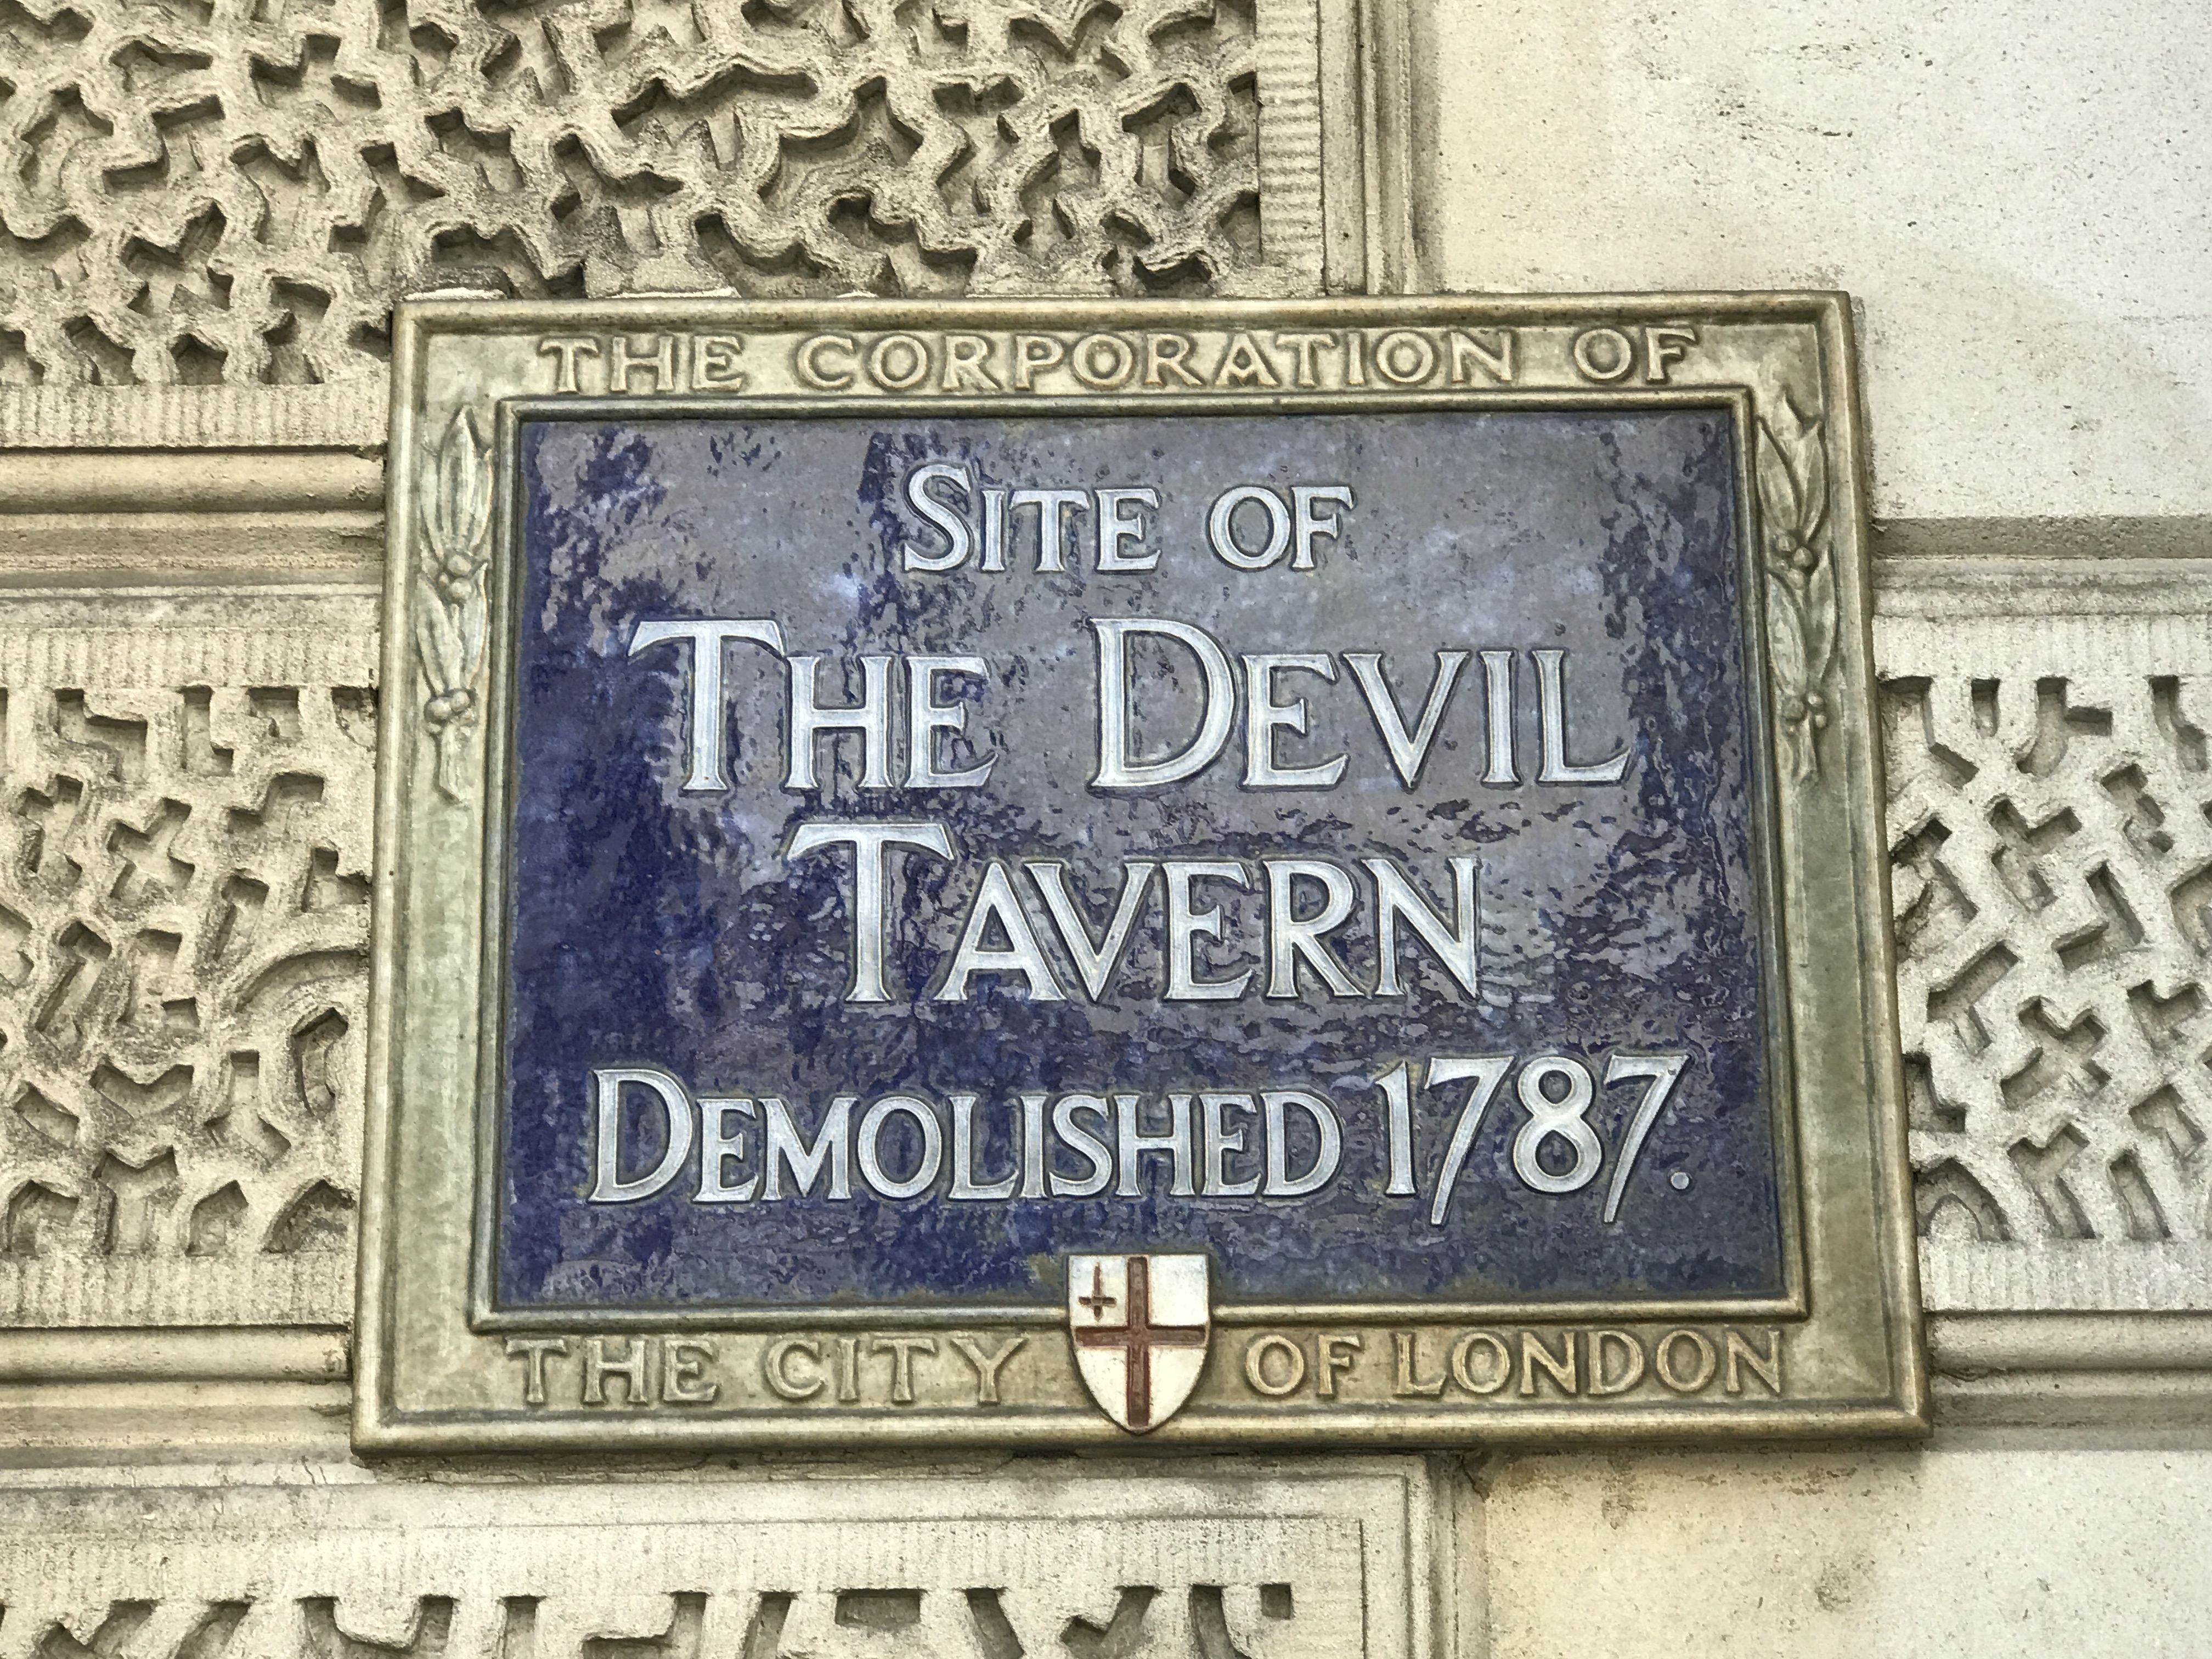 THE CORPORATION OF
SITE OF
THE DEVIL
TAVERN
DEMOLISHED 1787.
THE CITY OF LONDON